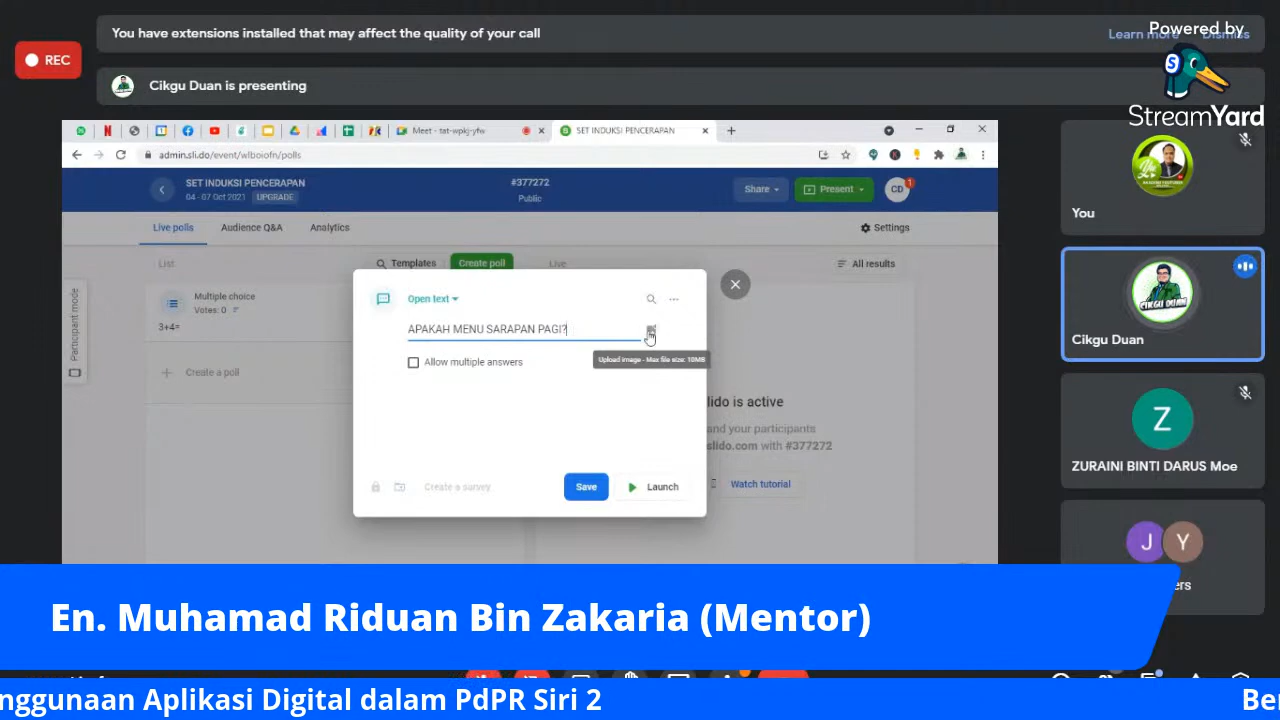 You have extensions installed that may affect the quality of your call
Learn more
Dismiss
Powered by
StreamYard
REC
Cikgu Duan is presenting
Meet - tat-wpkj-yfw
SET INDUKSI PENCERAPAN
admin.sli.do/event/wlboiofn/polls
SET INDUKSI PENCERAPAN
04 - 07 Oct 2021 UPGRADE
#377272
Public
Share
Present
CD
1
Live polls
Audience Q&A
Analytics
Settings
List
Templates
Create poll
Live
All results
Participant mode
Multiple choice
Votes: 0
3+4=
Create a poll
Open text
APAKAH MENU SARAPAN PAGI?
Upload image - Max file size: 10MB
Allow multiple answers
Create a survey
Save
Launch
lido is active
and your participants
slido.com with #377272
Watch tutorial
You
CIKGU DUAN
Cikgu Duan
Z
ZURAINI BINTI DARUS Moe
J
Y
ers
En. Muhamad Riduan Bin Zakaria (Mentor)
nggunaan Aplikasi Digital dalam PdPR Siri 2
Ber